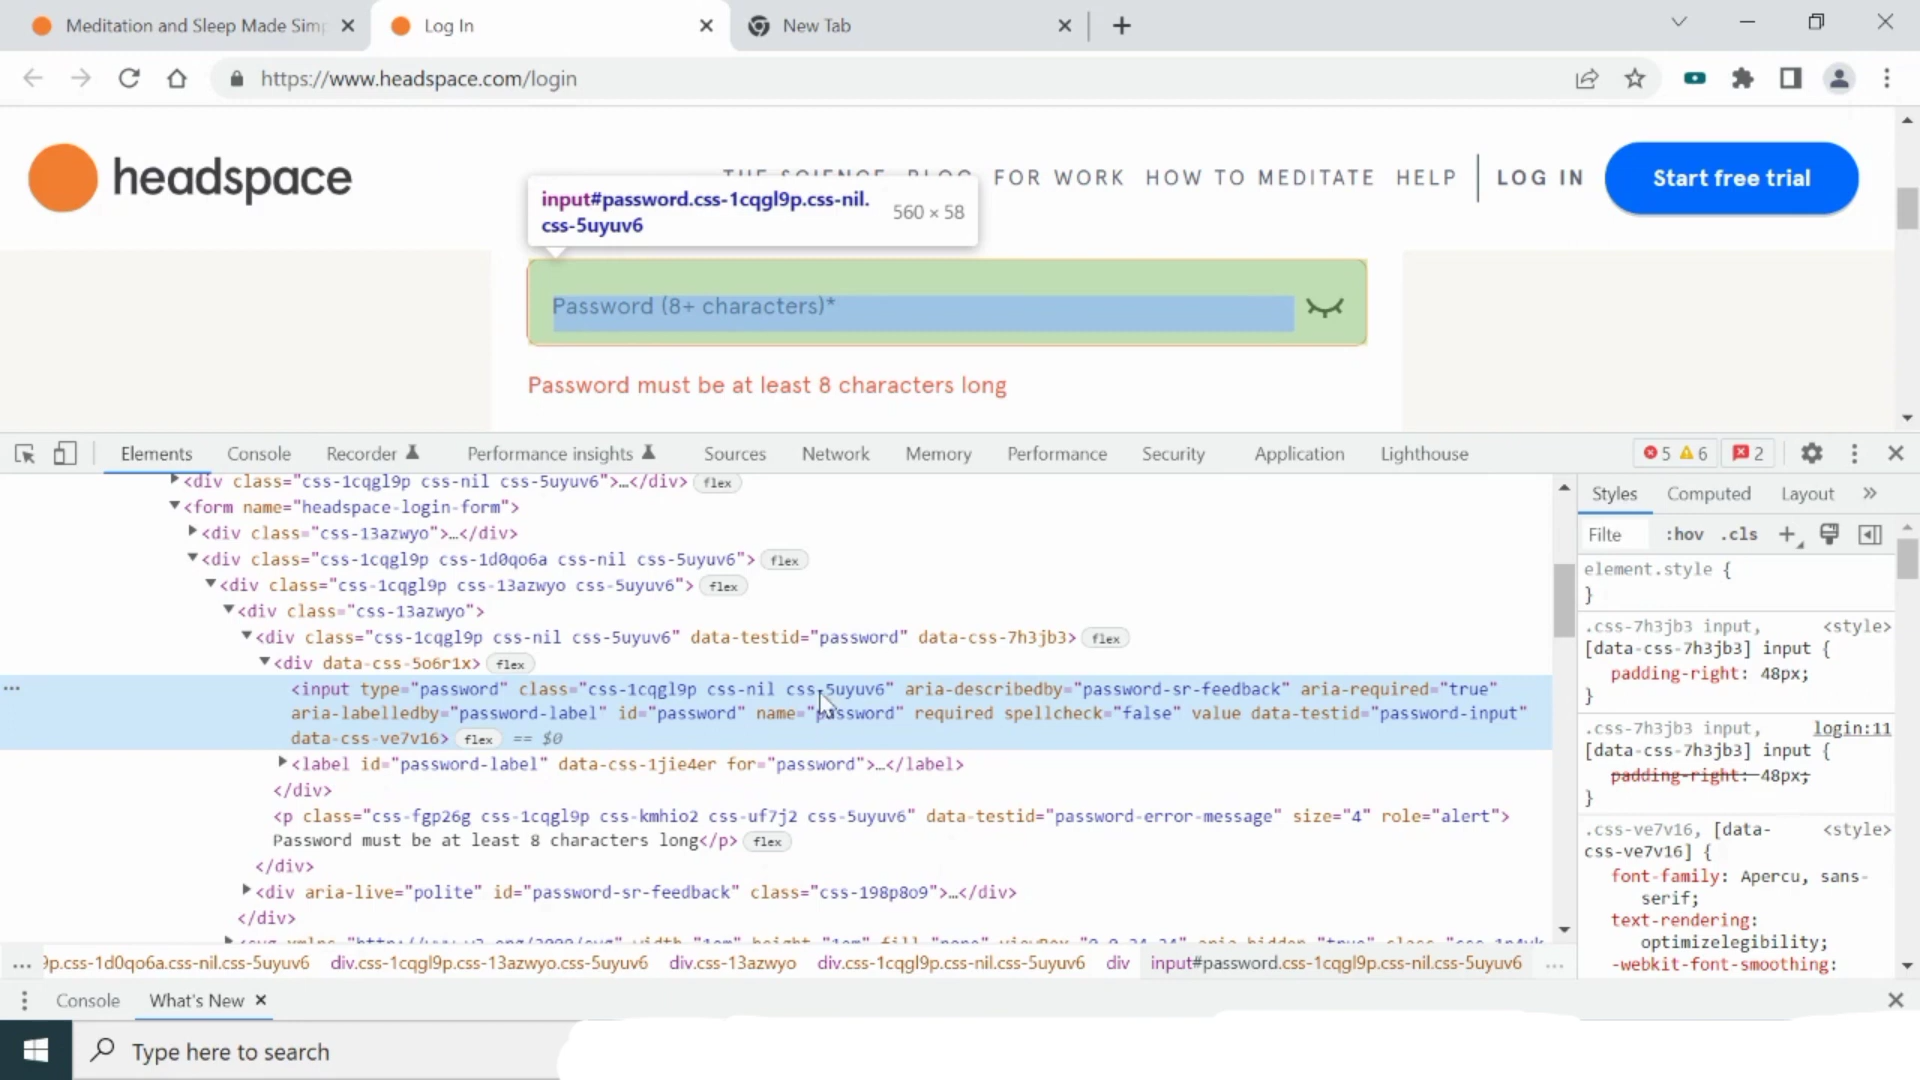 Meditation and Sleep Made Sim
Log In
New Tab
https://www.headspace.com/login
headspace
THE SCIENCE BLOG FOR WORK HOW TO MEDITATE HELP LOG IN Start free trial
input#password.css-1cqgl9p.css-nil.
css-5uyuv6
560 × 58
Password (8+ characters)*
Password must be at least 8 characters long
Elements Console Recorder Performance insights Sources Network Memory Performance Security Application Lighthouse 5 6 2
<div class="css-1cqgl9p css-nil css-5uyuv6">…</div> flex
<form name="headspace-login-form">
<div class="css-13azwyo">…</div>
<div class="css-1cqgl9p css-1d0qo6a css-nil css-5uyuv6"> flex
<div class="css-1cqgl9p css-13azwyo css-5uyuv6"> flex
<div class="css-13azwyo">
<div class="css-1cqgl9p css-nil css-5uyuv6" data-testid="password" data-css-7h3jb3> flex
<div data-css-5o6r1x> flex
<input type="password" class="css-1cqgl9p css-nil css-5uyuv6" aria-describedby="password-sr-feedback" aria-required="true"
aria-labelledby="password-label" id="password" name="password" required spellcheck="false" value data-testid="password-input"
data-css-ve7v16> flex == $0
<label id="password-label" data-css-1jie4er for="password">…</label>
</div>
<p class="css-fgp26g css-1cqgl9p css-kmhio2 css-uf7j2 css-5uyuv6" data-testid="password-error-message" size="4" role="alert">
Password must be at least 8 characters long</p> flex
</div>
<div aria-live="polite" id="password-sr-feedback" class="css-198p8o9">…</div>
</div>
Styles Computed Layout
Filte :hov .cls
element.style {
}
.css-7h3jb3 input, <style>
[data-css-7h3jb3] input {
padding-right: 48px;
}
.css-7h3jb3 input, login:11
[data-css-7h3jb3] input {
padding-right: 48px;
}
.css-ve7v16, [data- <style>
css-ve7v16] {
font-family: Apercu, sans-
serif;
text-rendering:
optimizelegibility;
-webkit-font-smoothing:
... 9p.css-1d0qo6a.css-nil.css-5uyuv6 div.css-1cqgl9p.css-13azwyo.css-5uyuv6 div.css-13azwyo div.css-1cqgl9p.css-nil.css-5uyuv6 div input#password.css-1cqgl9p.css-nil.css-5uyuv6 ...
Console What's New
Type here to search